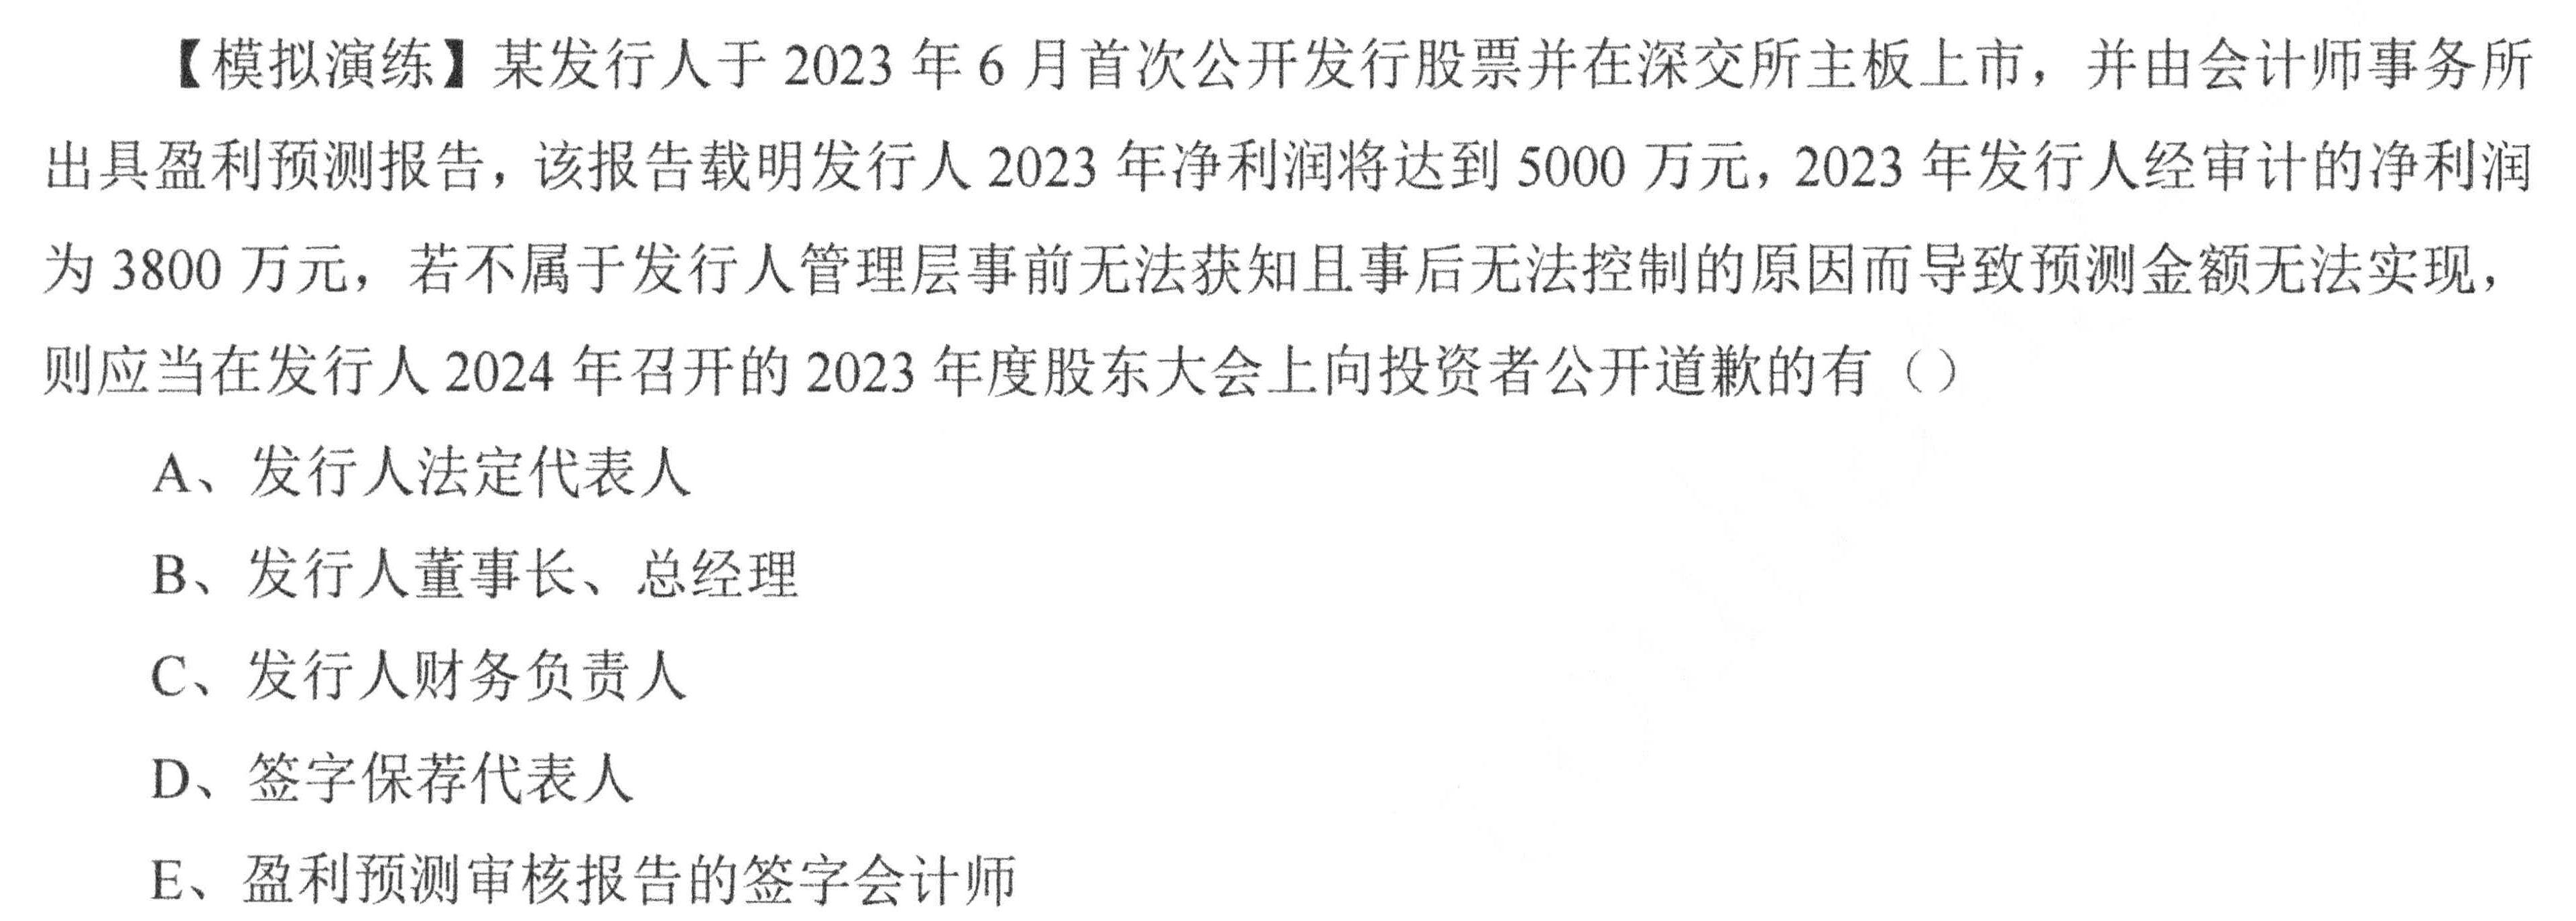 【模拟演练】某发行人于 2023 年 6 月首次公开发行股票并在深交所主板上市，并由会计师事务所
出具盈利预测报告，该报告载明发行人 2023 年净利润将达到 5000 万元，2023 年发行人经审计的净利润
为 3800 万元，若不属于发行人管理层事前无法获知且事后无法控制的原因而导致预测金额无法实现，
则应当在发行人 2024 年召开的 2023 年度股东大会上向投资者公开道歉的有（）
A、发行人法定代表人
B、发行人董事长、总经理
C、发行人财务负责人
D、签字保荐代表人
E、盈利预测审核报告的签字会计师